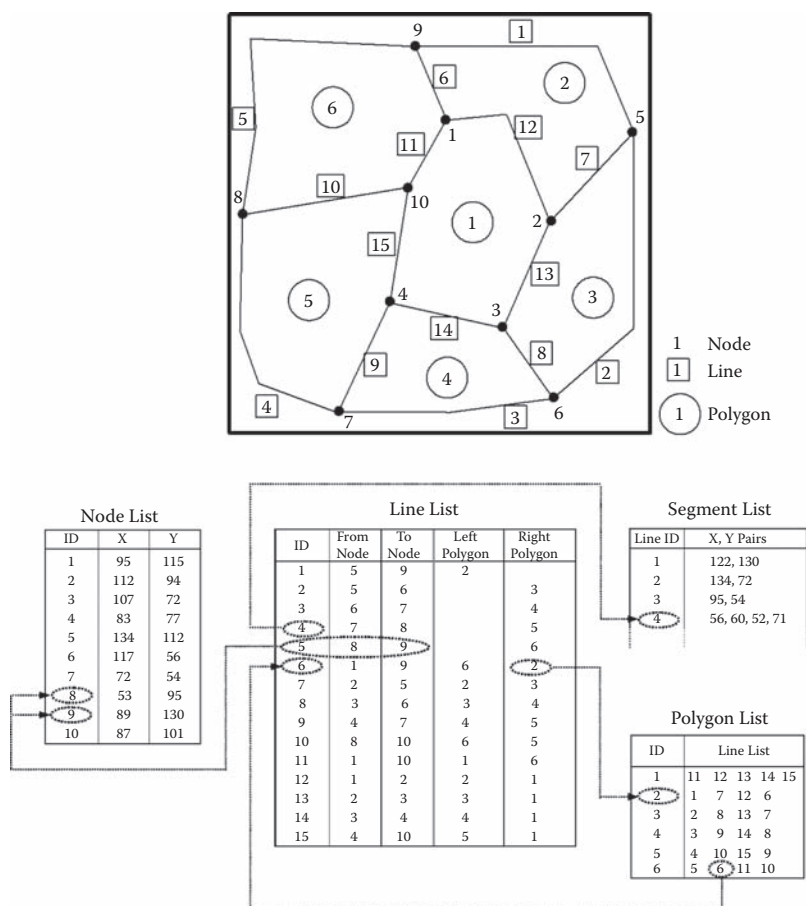 9
1
6
2
6
5
5
12
1
11
7
10
8
10
2
1
15
13
5
3
4
3
14
8
1 Node
9
2
4
1 Line
4
3
6
7
1 Polygon
Node List
ID X Y
1 95 115
2 112 94
3 107 72
4 83 77
5 134 112
6 117 56
7 72 54
8 53 95
9 89 130
10 87 101
Line List
ID From Node To Node Left Polygon Right Polygon
1 5 9 2
2 5 6 3
3 6 7 4
4 7 8 5
5 8 9 6
6 1 9 6 2
7 2 5 2 3
8 3 6 3 4
9 4 7 4 5
10 8 10 6 5
11 1 10 1 6
12 1 2 2 1
13 2 3 3 1
14 3 4 4 1
15 4 10 5 1
Segment List
Line ID X, Y Pairs
1 122, 130
2 134, 72
3 95, 54
4 56, 60, 52, 71
Polygon List
ID Line List
1 11 12 13 14 15
2 1 7 12 6
3 2 8 13 7
4 3 9 14 8
5 4 10 15 9
6 5 6 11 10